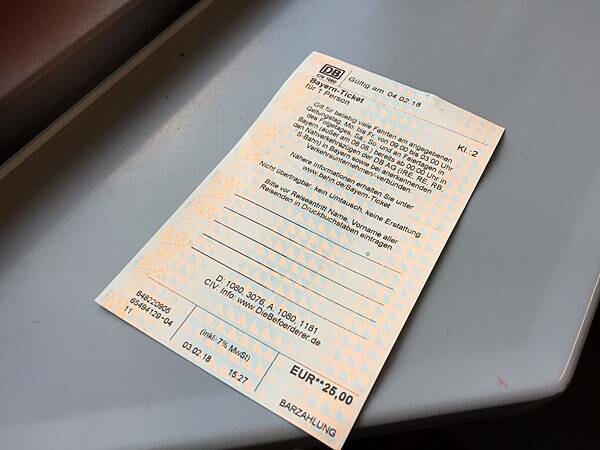 DB
CIV 1080
Gültig am 04 02 18
Bayern-Ticket
für 1 Person
Kl.:2
Gilt für beliebig viele Fahrten am angegebenen
Geltungstag, Mo. bis Fr. von 09:00 bis 03:00 Uhr
des Folgetages, Sa., So. und an Feiertagen in
Bayern (außer am 08.08.) bereits ab 00:00 Uhr in
den Nahverkehrszügen der DB AG (IRE, RE, RB,
S-Bahn) in Bayern sowie bei anerkennenden
Verkehrsunternehmen/-verbünden.
Nähere Informationen erhalten Sie unter
www.bahn.de/Bayern-Ticket
Nicht übertragbar, kein Umtausch, keine Erstattung.
Bitte vor Reiseantritt Name, Vorname aller
Reisenden in Druckbuchstaben eintragen
D: 1080, 3076, A: 1080, 1181
CIV. Info: www.DieBefoerderer.de
648220905
65494129-04
11
(inkl. 7% MwSt)
03 02 18 15:27
EUR**25,00
BARZAHLUNG